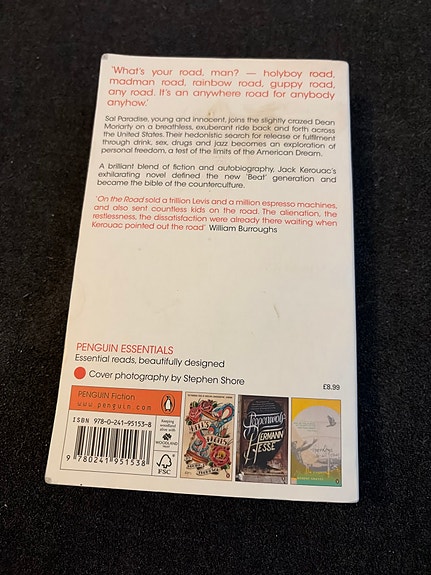 'What's your road, man? — holyboy road,
madman road, rainbow road, guppy road,
any road. It's an anywhere road for anybody
anyhow.'
Sal Paradise, young and innocent, joins the slightly crazed Dean
Moriarty on a breathless, exuberant ride back and forth across
the United States. Their hedonistic search for release or fulfilment
through drink, sex, drugs and jazz becomes an exploration of
personal freedom, a test of the limits of the American Dream.
A brilliant blend of fiction and autobiography, Jack Kerouac's
exhilarating novel defined the new 'Beat' generation and
became the bible of the counterculture.
'On the Road sold a trillion Levis and a million espresso machines,
and also sent countless kids on the road. The alienation, the
restlessness, the dissatisfaction were already there waiting when
Kerouac pointed out the road' William Burroughs
PENGUIN ESSENTIALS
Essential reads, beautifully designed
Cover photography by Stephen Shore
£8.99
PENGUIN Fiction
www.penguin.com
ISBN 978-0-241-95153-8
9 780241 951538
Keeping
woodland
alive with
WOODLAND
FSC
HERMANN
HESSE